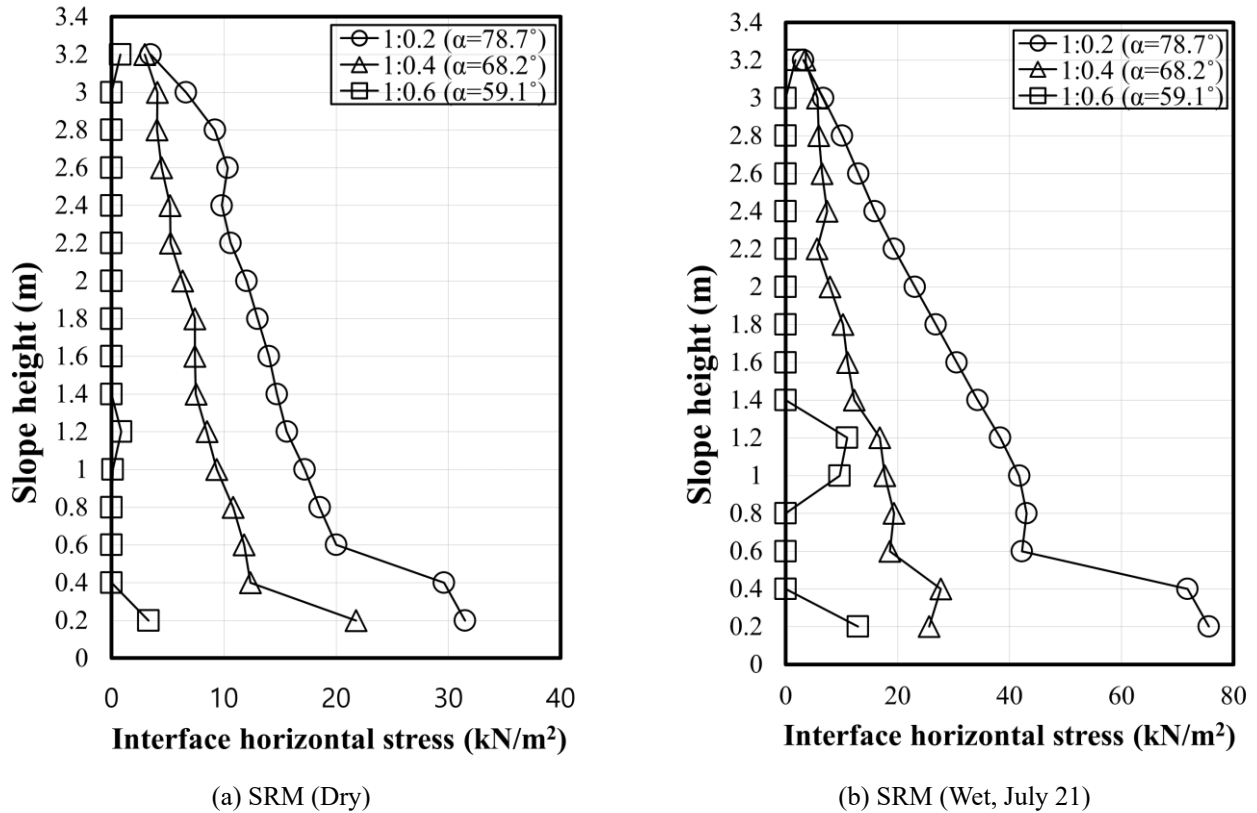 3.4
3.2
3
2.8
2.6
2.4
2.2
2
1.8
1.6
1.4
1.2
1
0.8
0.6
0.4
0.2
0
Slope height (m)
1:0.2 (α=78.7˚)
1:0.4 (α=68.2˚)
1:0.6 (α=59.1˚)
0 10 20 30 40
Interface horizontal stress (kN/m²)
(a) SRM (Dry)
3.4
3.2
3
2.8
2.6
2.4
2.2
2
1.8
1.6
1.4
1.2
1
0.8
0.6
0.4
0.2
0
Slope height (m)
1:0.2 (α=78.7˚)
1:0.4 (α=68.2˚)
1:0.6 (α=59.1˚)
0 20 40 60 80
Interface horizontal stress (kN/m²)
(b) SRM (Wet, July 21)